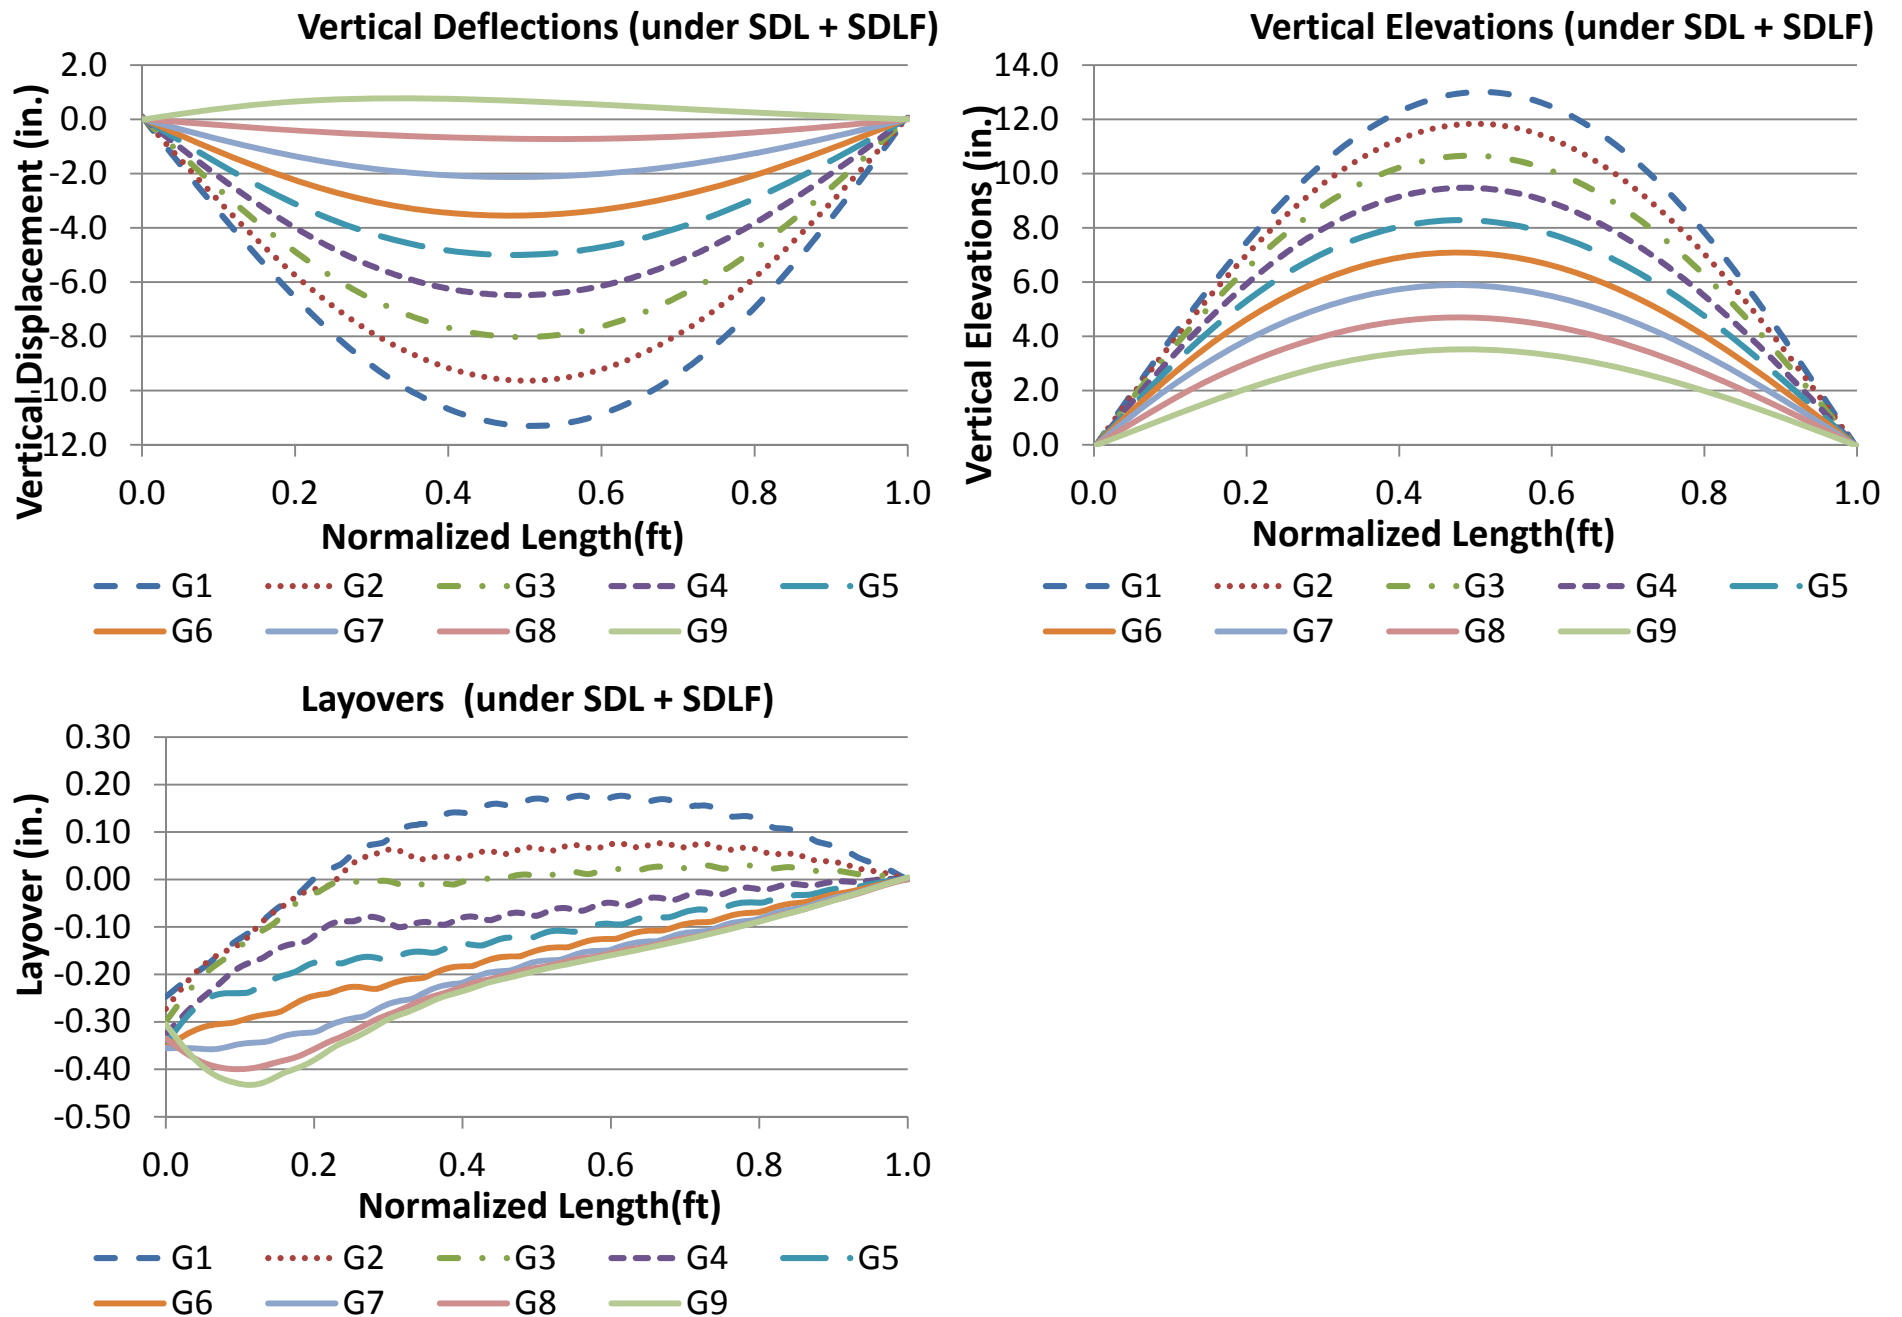 Vertical Deflections (under SDL + SDLF)
Vertical Displacement (in.)
2.0
0.0
-2.0
-4.0
-6.0
-8.0
-10.0
-12.0
0.0 0.2 0.4 0.6 0.8 1.0
Normalized Length(ft)
G1 G2 G3 G4 G5
G6 G7 G8 G9
Vertical Elevations (under SDL + SDLF)
Vertical Elevations (in.)
14.0
12.0
10.0
8.0
6.0
4.0
2.0
0.0
0.0 0.2 0.4 0.6 0.8 1.0
Normalized Length(ft)
G1 G2 G3 G4 G5
G6 G7 G8 G9
Layovers (under SDL + SDLF)
Layover (in.)
0.30
0.20
0.10
0.00
-0.10
-0.20
-0.30
-0.40
-0.50
0.0 0.2 0.4 0.6 0.8 1.0
Normalized Length(ft)
G1 G2 G3 G4 G5
G6 G7 G8 G9